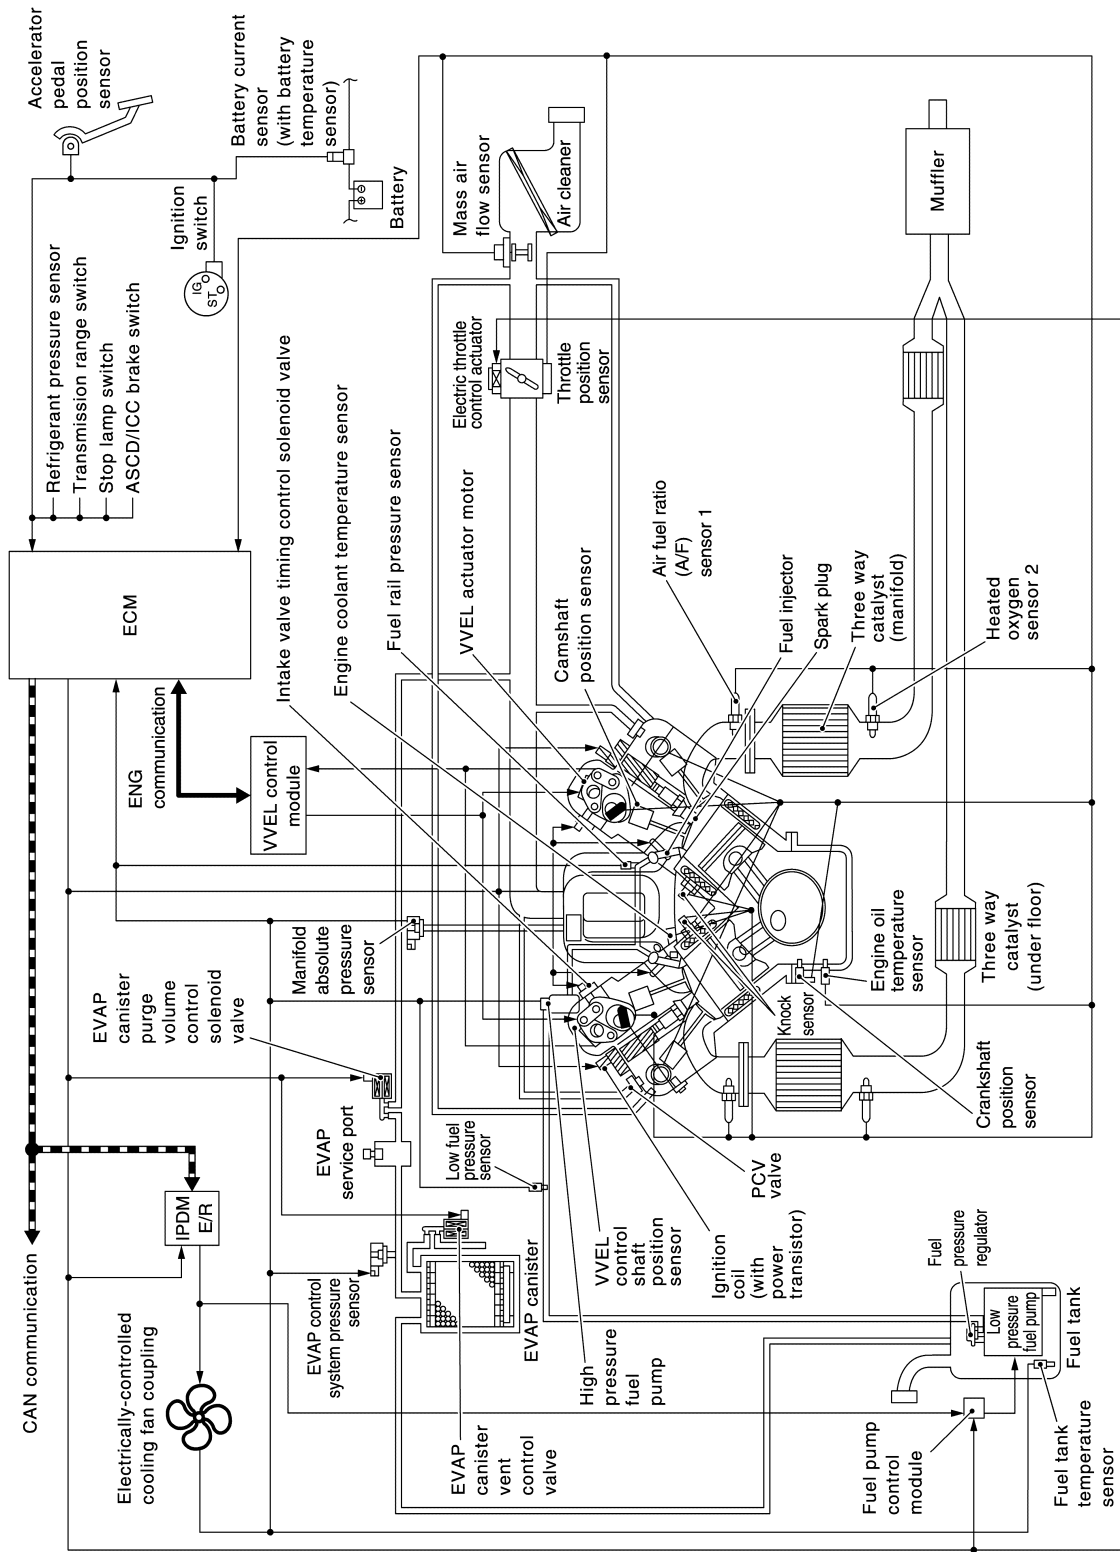 Accelerator
pedal
position
sensor
Battery current
sensor
(with battery
temperature
sensor)
Battery
Ignition
switch
IG
ST
Refrigerant pressure sensor
Transmission range switch
Stop lamp switch
ASCD/ICC brake switch
ECM
ENG
communication
VVEL control
module
CAN communication
IPDM
E/R
Electrically-controlled
cooling fan coupling
Mass air
flow sensor
Air cleaner
Electric throttle
control actuator
Throttle
position
sensor
Muffler
Intake valve timing control solenoid valve
Engine coolant temperature sensor
Fuel rail pressure sensor
VVEL actuator motor
Camshaft
position sensor
Air fuel ratio
(A/F)
sensor 1
Fuel injector
Spark plug
Three way
catalyst
(manifold)
Heated
oxygen
sensor 2
Manifold
absolute
pressure
sensor
EVAP
canister
purge
volume
control
solenoid
valve
EVAP
service port
Low fuel
pressure
sensor
EVAP control
system pressure
sensor
EVAP canister
EVAP
canister
vent
control
valve
High
pressure
fuel
pump
VVEL
control
shaft
position
sensor
Ignition
coil
(with
power
transistor)
PCV
valve
Knock
sensor
Engine oil
temperature
sensor
Crankshaft
position
sensor
Three way
catalyst
(under floor)
Fuel
pressure
regulator
Low
pressure
fuel pump
Fuel tank
Fuel pump
control
module
Fuel tank
temperature
sensor